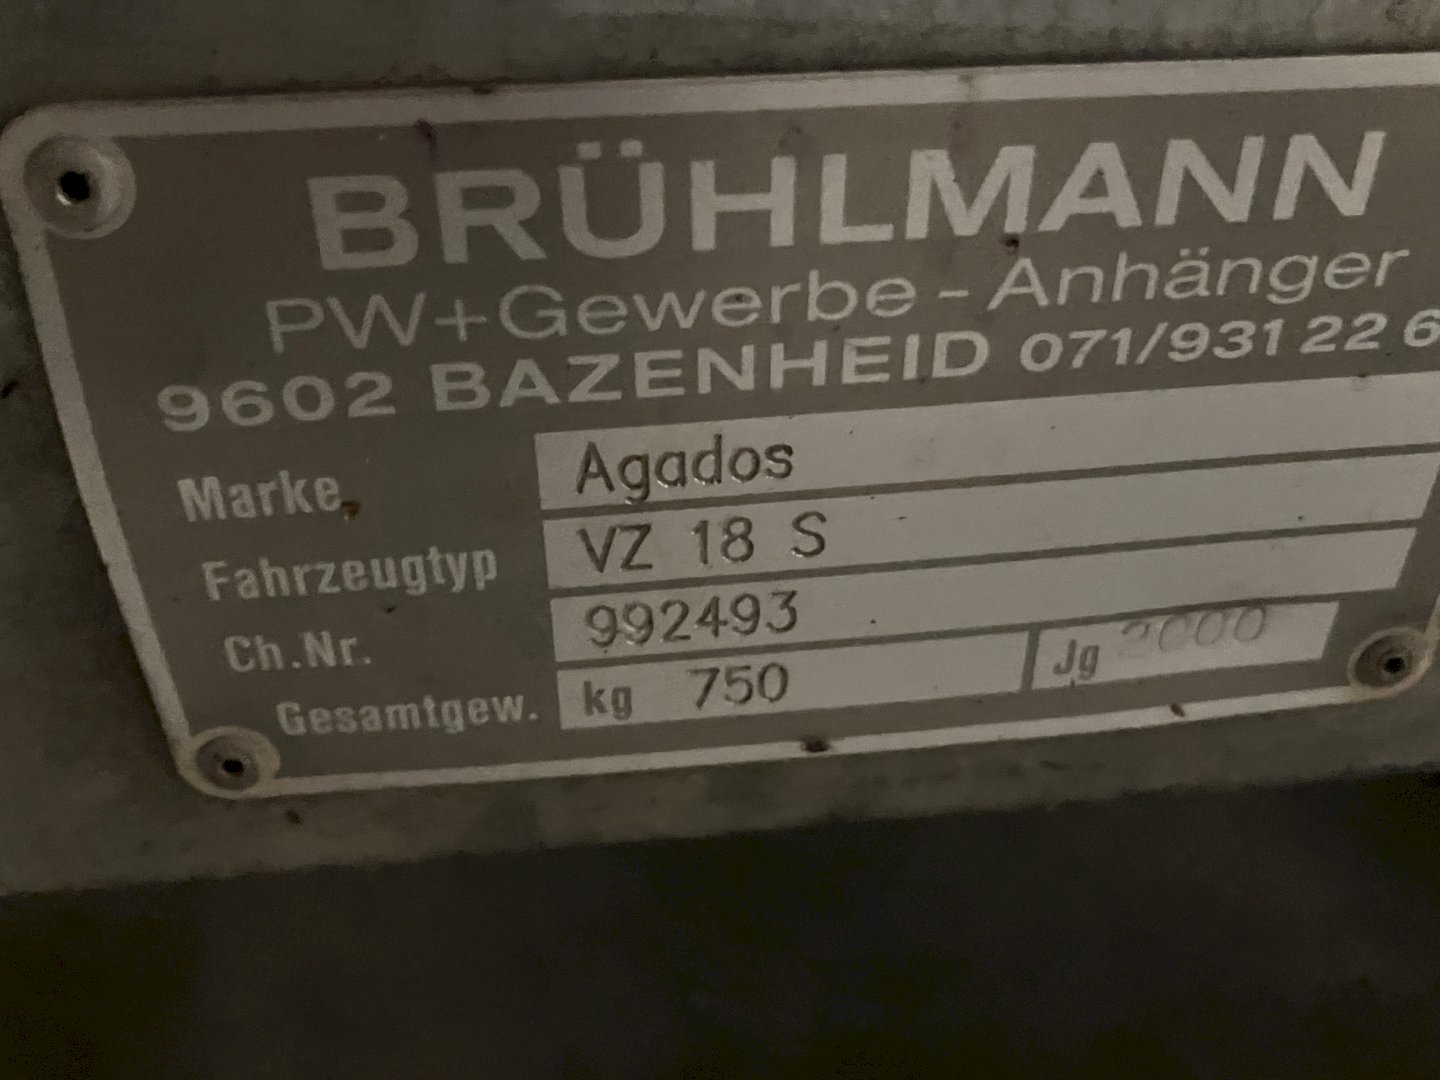 BRÜHLMANN
PW+Gewerbe-Anhänger
9602 BAZENHEID 071/931 22 6
Marke Agados
Fahrzeugtyp VZ 18 S
Ch.Nr. 992493
Gesamtgew. kg 750 Jg 2000